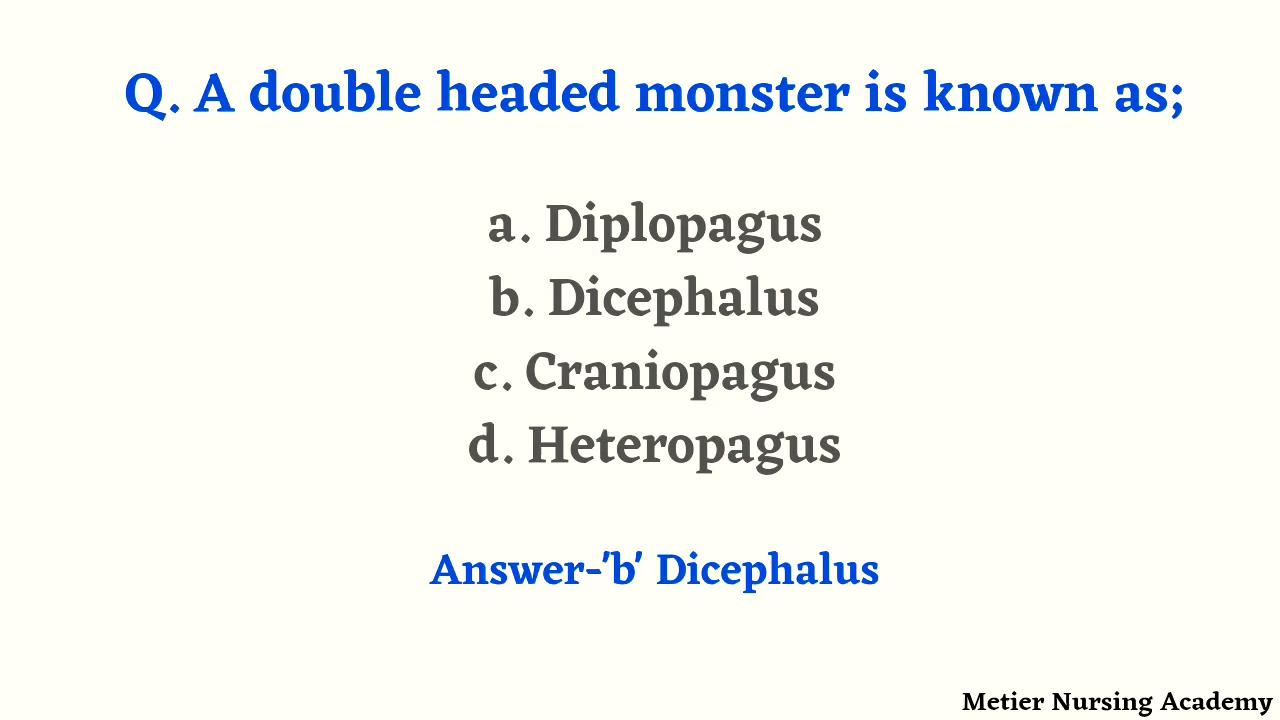 Q. A double headed monster is known as;
a. Diplopagus
b. Dicephalus
c. Craniopagus
d. Heteropagus
Answer-'b' Dicephalus
Metier Nursing Academy